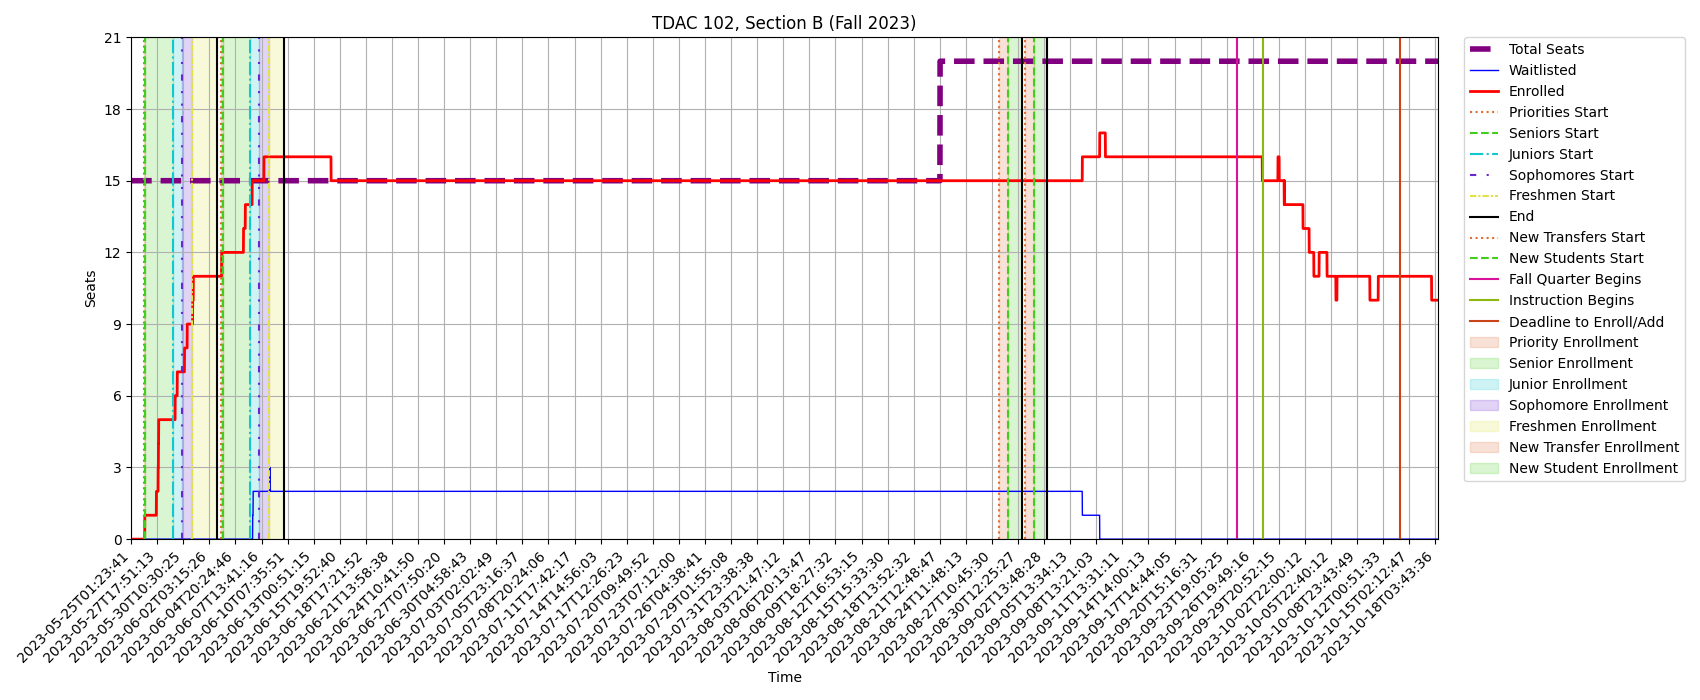 TDAC 102, Section B (Fall 2023)
Seats
21
18
15
12
9
6
3
0
2023-05-25T01:23:41
2023-05-27T17:51:13
2023-05-30T10:30:25
2023-06-02T03:15:26
2023-06-04T20:24:46
2023-06-07T13:41:16
2023-06-10T07:35:51
2023-06-13T00:51:15
2023-06-15T19:52:40
2023-06-18T17:21:52
2023-06-21T13:58:38
2023-06-24T10:41:50
2023-06-27T07:50:20
2023-06-30T04:58:43
2023-07-03T02:02:49
2023-07-05T23:16:37
2023-07-08T20:24:06
2023-07-11T17:42:17
2023-07-14T14:56:03
2023-07-17T12:26:23
2023-07-20T09:49:52
2023-07-23T07:12:00
2023-07-26T04:38:41
2023-07-29T01:55:08
2023-07-31T23:38:38
2023-08-03T21:47:12
2023-08-06T20:13:47
2023-08-09T18:27:32
2023-08-12T16:53:15
2023-08-15T15:33:30
2023-08-18T13:52:32
2023-08-21T12:48:47
2023-08-24T11:48:13
2023-08-27T10:45:30
2023-08-30T12:25:27
2023-09-02T13:48:28
2023-09-05T13:34:13
2023-09-08T13:21:03
2023-09-11T13:31:11
2023-09-14T14:00:13
2023-09-17T14:44:05
2023-09-20T15:16:31
2023-09-23T19:05:25
2023-09-26T19:49:16
2023-09-29T20:52:15
2023-10-02T22:00:12
2023-10-05T22:40:12
2023-10-08T23:43:49
2023-10-12T00:51:33
2023-10-15T02:12:47
2023-10-18T03:43:36
Time
Total Seats
Waitlisted
Enrolled
Priorities Start
Seniors Start
Juniors Start
Sophomores Start
Freshmen Start
End
New Transfers Start
New Students Start
Fall Quarter Begins
Instruction Begins
Deadline to Enroll/Add
Priority Enrollment
Senior Enrollment
Junior Enrollment
Sophomore Enrollment
Freshmen Enrollment
New Transfer Enrollment
New Student Enrollment